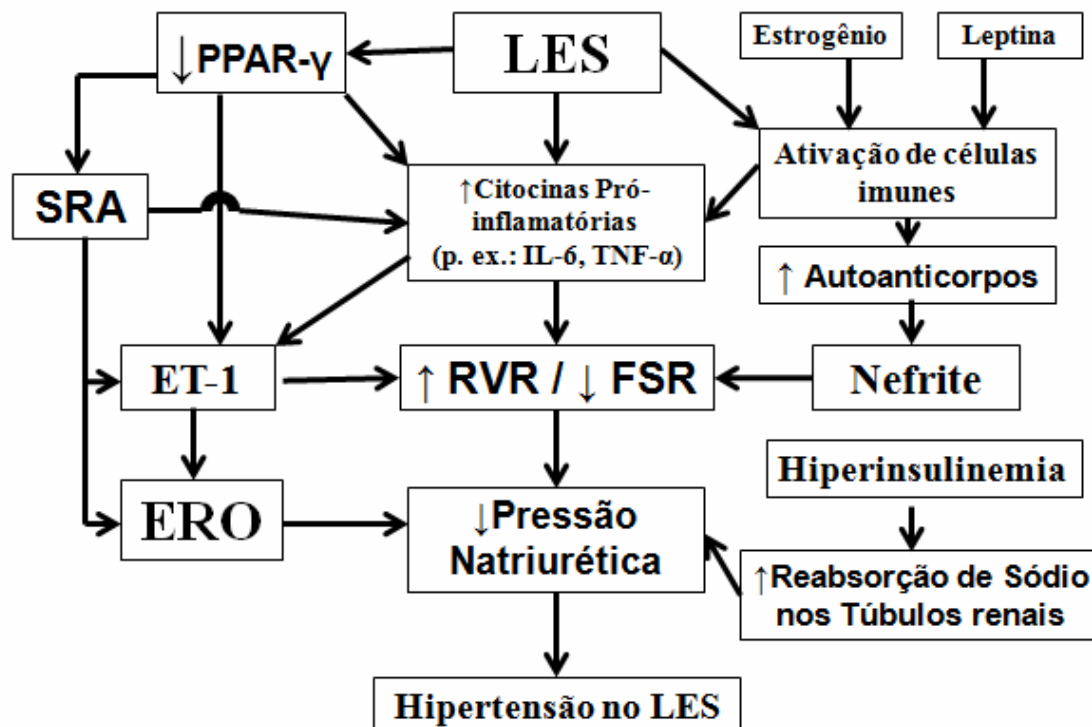 ↓PPAR-γ
LES
Estrogênio
Leptina
SRA
↑Citocinas Pró-
inflamatórias
(p. ex.: IL-6, TNF-α)
Ativação de células
imunes
↑ Autoanticorpos
ET-1
↑ RVR / ↓ FSR
Nefrite
Hiperinsulinemia
ERO
↓Pressão
Natriurética
↑Reabsorção de Sódio
nos Túbulos renais
Hipertensão no LES